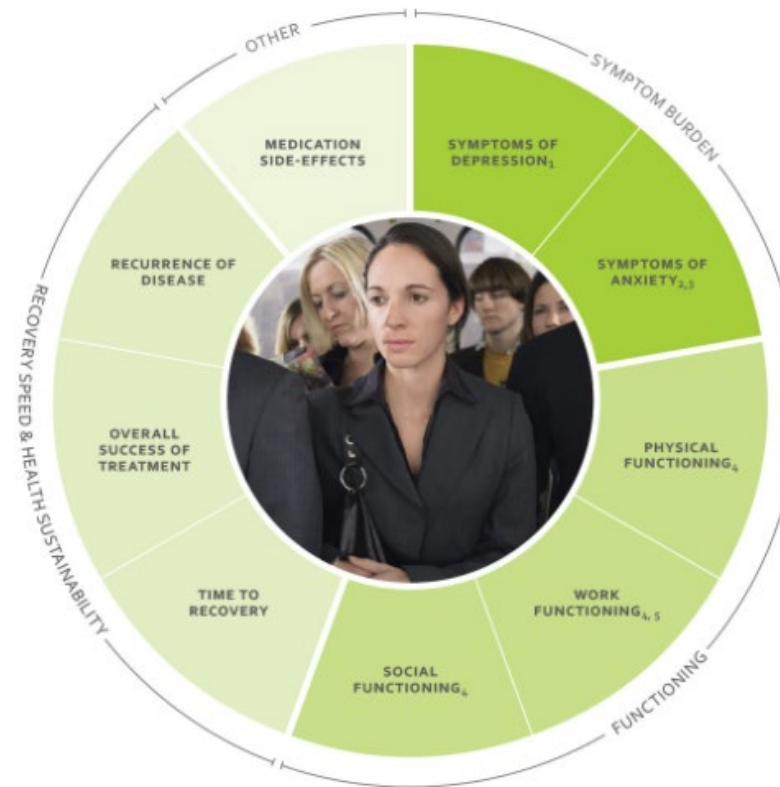 OTHER
SYMPTOM BURDEN
MEDICATION
SIDE-EFFECTS
SYMPTOMS OF
DEPRESSION₁
RECURRENCE OF
DISEASE
SYMPTOMS OF
ANXIETY₂,₃
RECOVERY SPEED & HEALTH SUSTAINABILITY
OVERALL
SUCCESS OF
TREATMENT
PHYSICAL
FUNCTIONING₄
TIME TO
RECOVERY
WORK
FUNCTIONING₄, ₅
SOCIAL
FUNCTIONING₄
FUNCTIONING